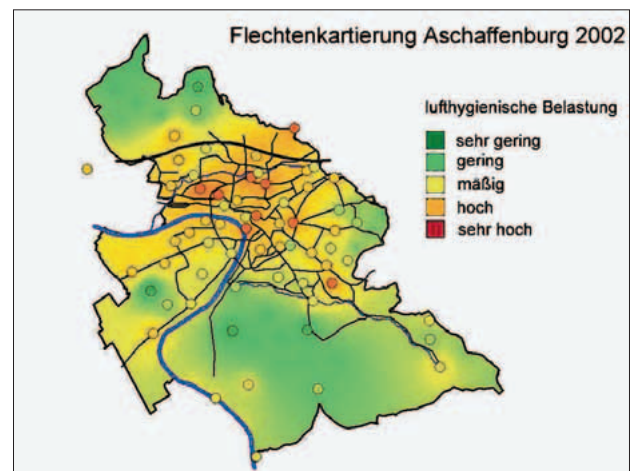 Flechtenkartierung Aschaffenburg 2002
lufthygienische Belastung
sehr gering
gering
mäßig
hoch
sehr hoch